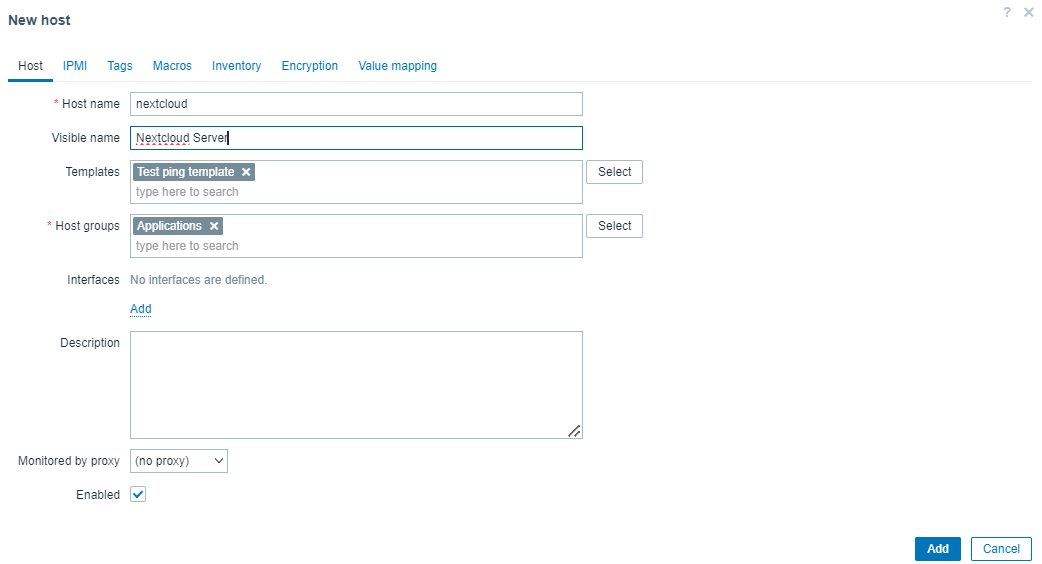 New host
?
Host IPMI Tags Macros Inventory Encryption Value mapping
* Host name nextcloud
Visible name Nextcloud Server
Templates Test ping template × Select
type here to search
* Host groups Applications × Select
type here to search
Interfaces No interfaces are defined.
Add
Description
Monitored by proxy (no proxy)
Enabled
Add Cancel